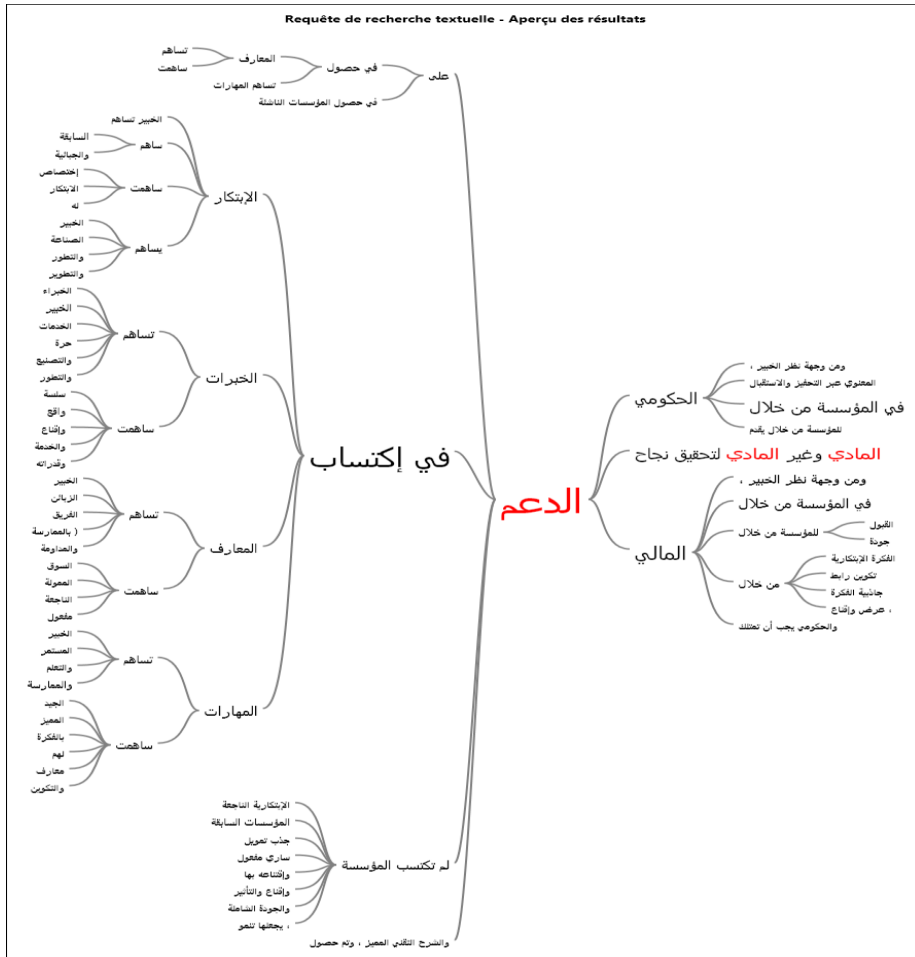 Requête de recherche textuelle - Aperçu des résultats
تساهم
ساهمت
المعارف
في حصول
تساهم المهارات
في حصول المؤسسات الناشئة
على
الخبير تساهم
السابقة
والجبائية
ساهم
إختصاص
الابتكار
له
ساهمت
الخبير
الصناعة
والتطور
والتطوير
يساهم
الإبتكار
الخبراء
الخبير
الخدمات
حرة
والتصنيع
والتطور
تساهم
سلسة
واقع
وإقناع
والخدمة
وقدراته
ساهمت
الخبرات
الخبير
الزبائن
الفريق
( بالممارسة
والمداومة
تساهم
السوق
الممولة
الناجعة
مفعول
ساهمت
المعارف
الخبير
المستمر
والتعلم
والممارسة
تساهم
الجيد
المميز
بالفكرة
لهم
معارف
والتكوين
ساهمت
المهارات
في إكتساب
الإبتكارية الناجعة
المؤسسات السابقة
جذب تمويل
ساري مفعول
وإقتناعه بها
وإقناع والتأثير
والجودة الشاملة
، يجعلها تنمو
لم تكتسب المؤسسة
والشرح التقني المميز ، وتم حصول
الدعم
الحكومي
ومن وجهة نظر الخبير ،
المعنوي عبر التحفيز والاستقبال
في المؤسسة من خلال
للمؤسسة من خلال يقدم
المادي وغير المادي لتحقيق نجاح
المالي
ومن وجهة نظر الخبير ،
في المؤسسة من خلال
للمؤسسة من خلال
القبول
جودة
من خلال
الفكرة الإبتكارية
تكوين رابط
جاذبية الفكرة
، عرض وإقناع
والحكومي يجب أن تمتلك